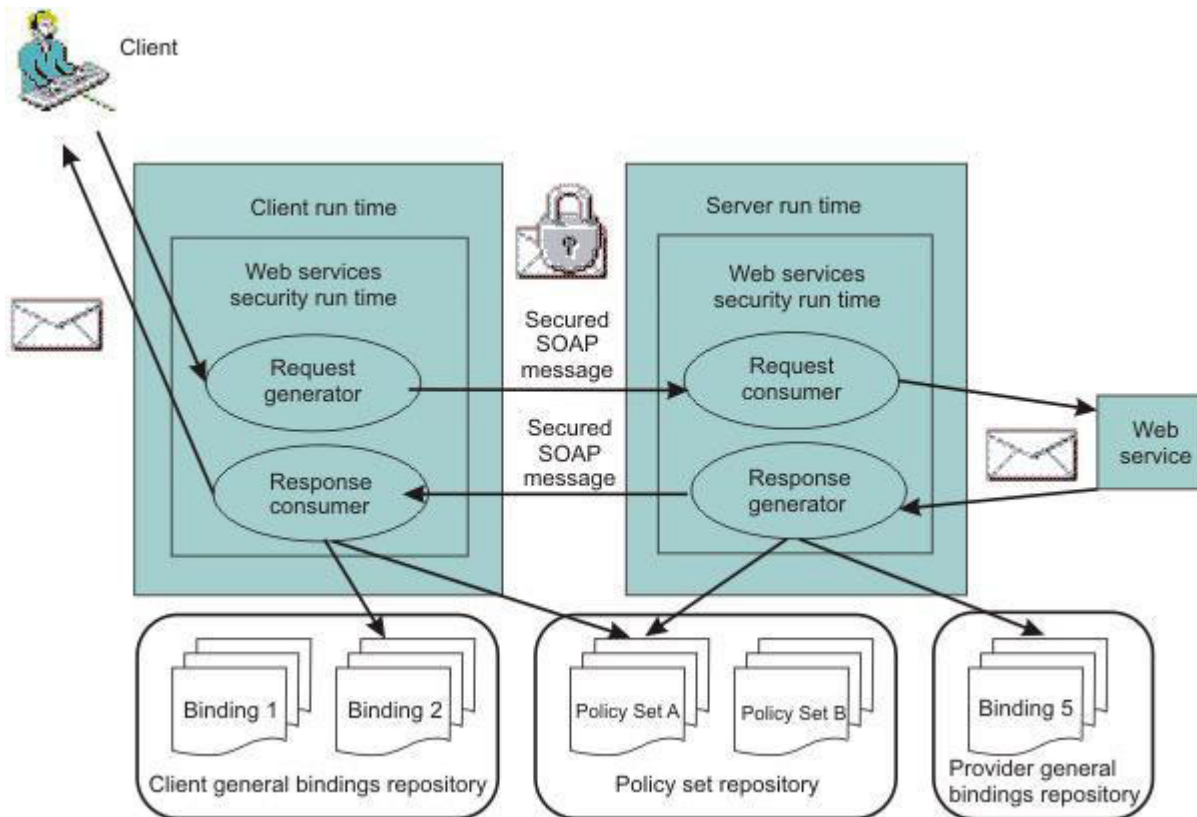 Client
Client run time
Server run time
Web services
security run time
Web services
security run time
Secured
SOAP
message
Request
generator
Request
consumer
Secured
SOAP
message
Web
service
Response
consumer
Response
generator
Binding 1
Binding 2
Policy Set A
Policy Set B
Binding 5
Client general bindings repository
Policy set repository
Provider general
bindings repository